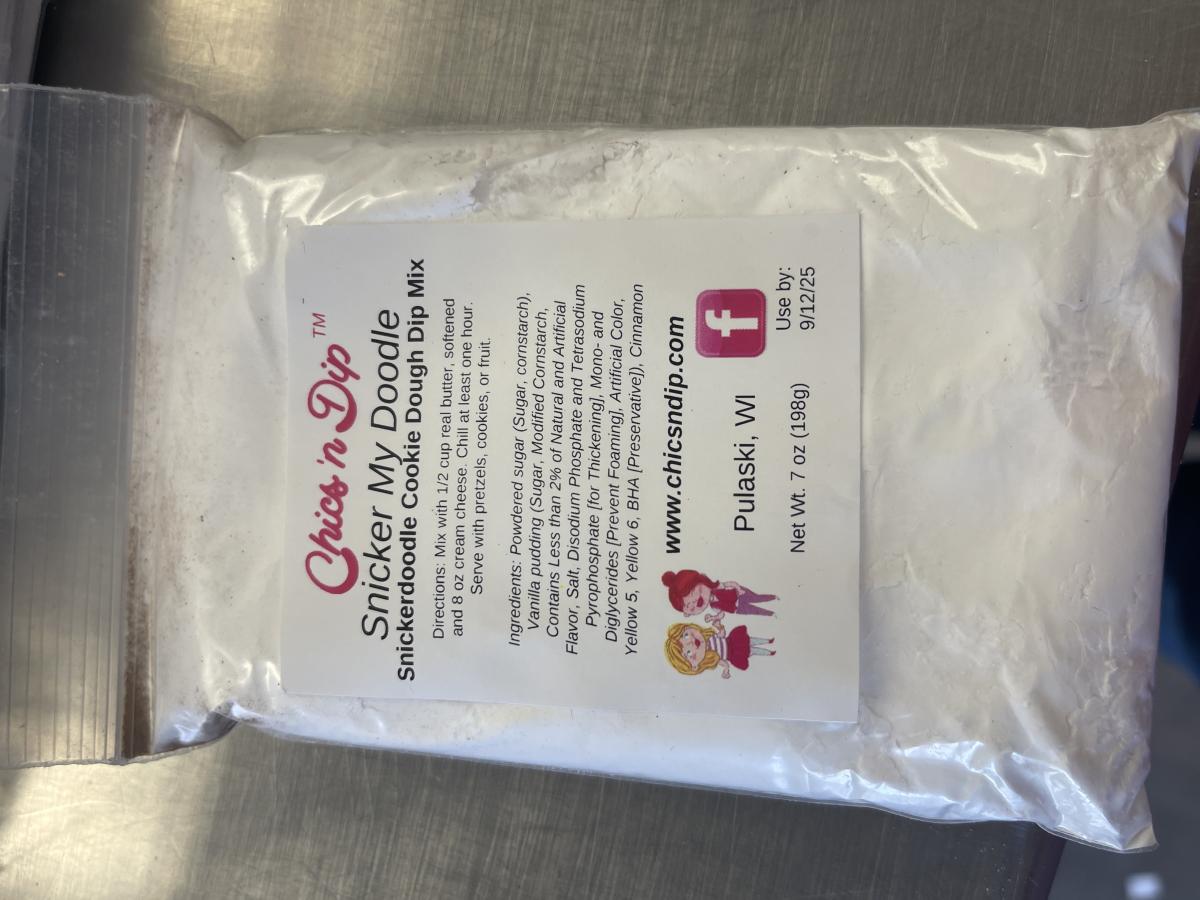 Chics 'n Dip™
Snicker My Doodle
Snickerdoodle Cookie Dough Dip Mix
Directions: Mix with 1/2 cup real butter, softened
and 8 oz cream cheese. Chill at least one hour.
Serve with pretzels, cookies, or fruit.
Ingredients: Powdered sugar (Sugar, cornstarch),
Vanilla pudding (Sugar, Modified Cornstarch,
Contains Less than 2% of Natural and Artificial
Flavor, Salt, Disodium Phosphate and Tetrasodium
Pyrophosphate [for Thickening], Mono- and
Diglycerides [Prevent Foaming], Artificial Color,
Yellow 5, Yellow 6, BHA [Preservative]), Cinnamon
www.chicsndip.com
f
Pulaski, WI
Net Wt. 7 oz (198g)
Use by:
9/12/25